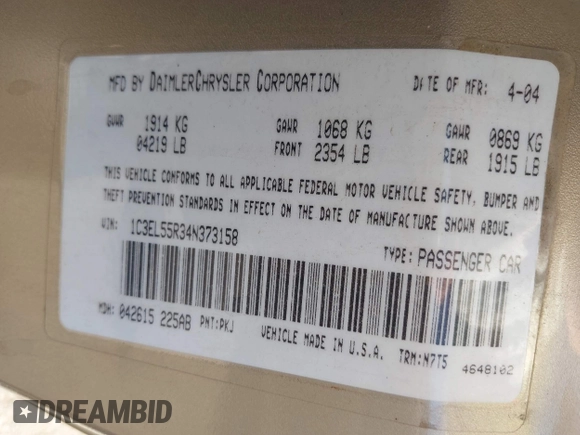 MFD BY DAIMLERCHRYSLER CORPORATION DATE OF MFR: 4-04
GVWR 1914 KG GAWR 1068 KG GAWR 0869 KG
04219 LB FRONT 2354 LB REAR 1915 LB
THIS VEHICLE CONFORMS TO ALL APPLICABLE FEDERAL MOTOR VEHICLE SAFETY, BUMPER AND
THEFT PREVENTION STANDARDS IN EFFECT ON THE DATE OF MANUFACTURE SHOWN ABOVE.
VIN: 1C3EL55R34N373158 TYPE: PASSENGER CAR
MDH: 042615 225AB PNT: PKJ VEHICLE MADE IN U.S.A. TRM: N7T5 4648102
DREAMBID